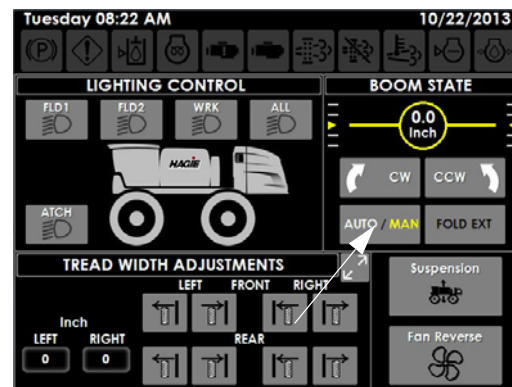 Tuesday 08:22 AM 10/22/2013
(P)
LIGHTING CONTROL
FLD1 FLD2 WRK ALL
HAGIE
ATCH
BOOM STATE
0.0
Inch
CW CCW
AUTO / MAN FOLD EXT
TREAD WIDTH ADJUSTMENTS
LEFT FRONT RIGHT
Inch
LEFT RIGHT
0 0
REAR
Suspension
Fan Reverse